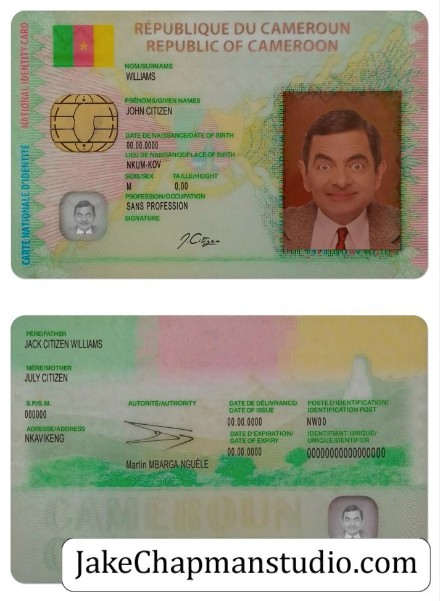 RÉPUBLIQUE DU CAMEROUN
REPUBLIC OF CAMEROON
NATIONAL IDENTITY CARD
CARTE NATIONALE D'IDENTITÉ
NOM/SURNAME
WILLIAMS
PRÉNOMS/GIVEN NAMES
JOHN CITIZEN
DATE DE NAISSANCE/DATE OF BIRTH
00.00.0000
LIEU DE NAISSANCE/PLACE OF BIRTH
NKUM-KOV
SEXE/SEX TAILLE/HEIGHT
M 0,00
PROFESSION/OCCUPATION
SANS PROFESSION
SIGNATURE
J Citizen
PÈRE/FATHER
JACK CITIZEN WILLIAMS
MÈRE/MOTHER
JULY CITIZEN
S.P./S.M. AUTORITÉ/AUTHORITY DATE DE DÉLIVRANCE/ POSTE D'IDENTIFICATION/
DATE OF ISSUE IDENTIFICATION POST
000000 00.00.0000 NW00
ADRESSE/ADDRESS DATE D'EXPIRATION/ IDENTIFIANT UNIQUE/
DATE OF EXPIRY UNIQUE IDENTIFIER
NKAVIKENG 00.00.0000 00000000000000000
Martin MBARGA NGUÉLÉ
CAMEROUN
JakeChapmanstudio.com